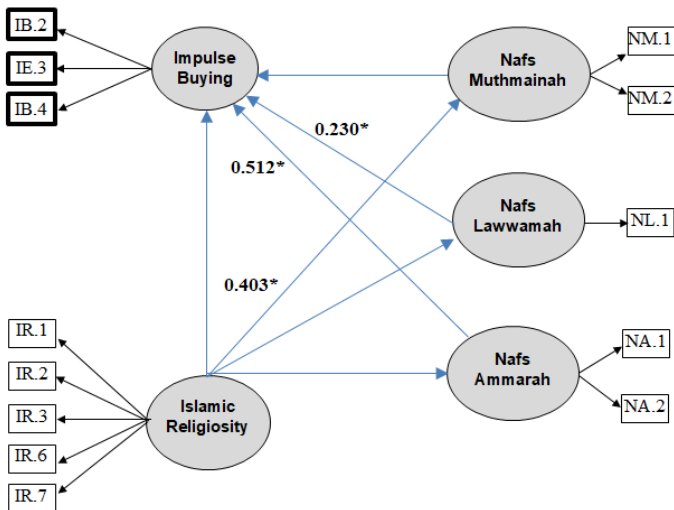 IB.2
IE.3
IB.4
Impulse
Buying
Nafs
Muthmainah
NM.1
NM.2
0.230*
0.512*
Nafs
Lawwamah
NL.1
0.403*
IR.1
IR.2
IR.3
IR.6
IR.7
Islamic
Religiosity
Nafs
Ammarah
NA.1
NA.2